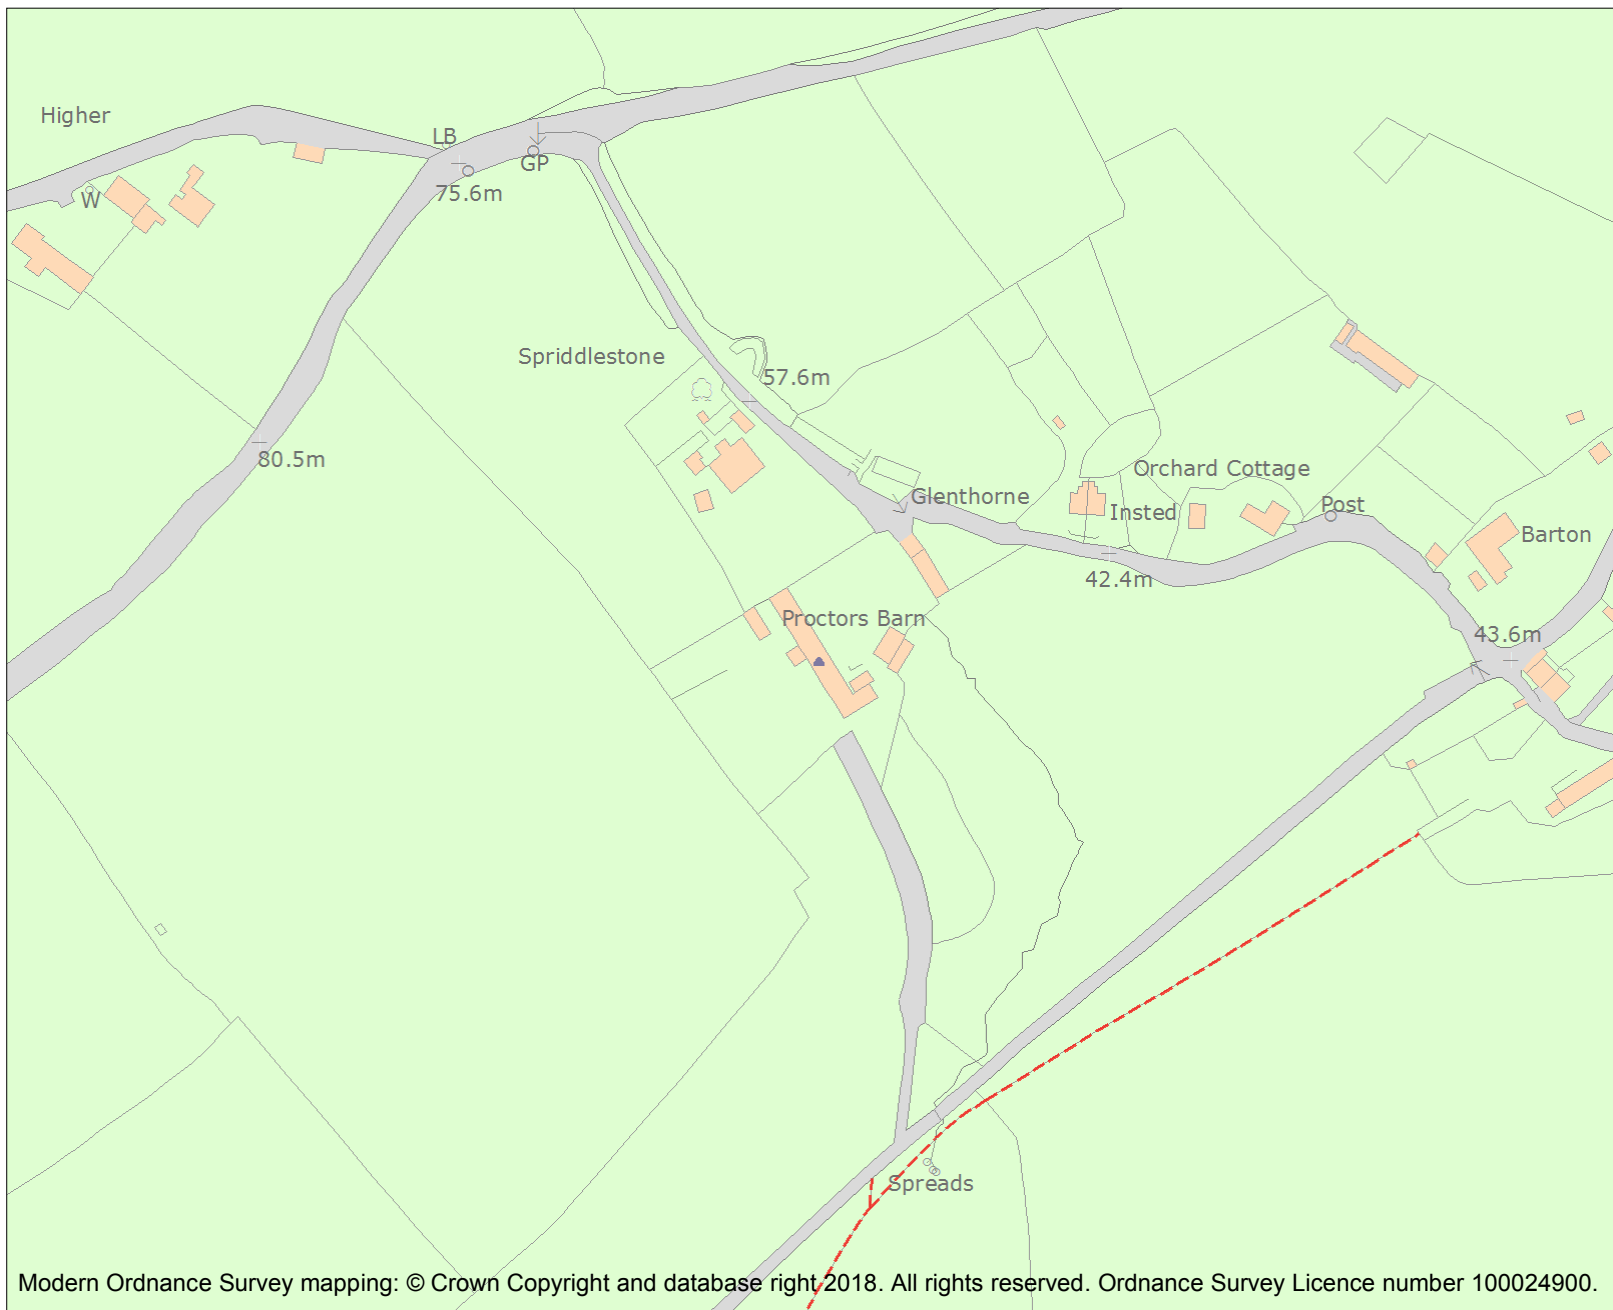 Higher
LB
GP
W
75.6m
Spriddlestone
57.6m
80.5m
Orchard Cottage
Glenthorne
Insted
Post
Barton
42.4m
Proctors Barn
43.6m
Spreads
Modern Ordnance Survey mapping: © Crown Copyright and database right 2018. All rights reserved. Ordnance Survey Licence number 100024900.